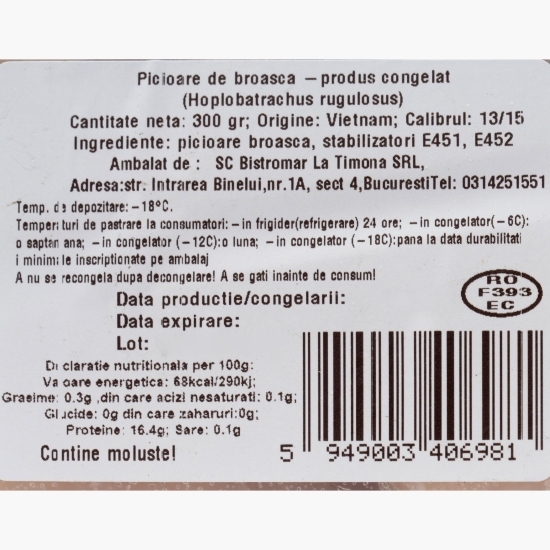 Picioare de broasca – produs congelat
(Hoplobatrachus rugulosus)
Cantitate neta: 300 gr; Origine: Vietnam; Calibrul: 13/15
Ingrediente: picioare broasca, stabilizatori E451, E452
Ambalat de : SC Bistromar La Timona SRL,
Adresa:str. Intrarea Binelui,nr.1A, sect 4,BucurestiTel: 0314251551
Temp. de depozitare: –18ºC.
Temperaturi de pastrare la consumatori: – in frigider(refrigerare) 24 ore; – in congelator(–6C):
o saptamana; – in congelator (–12C):o luna; – in congelator (–18C):pana la data durabilitati
i minime inscriptionate pe ambalaj
A nu se recongela dupa decongelare! A se gati inainte de consum!
RO
F393
EC
Data productie/congelarii:
Data expirare:
Lot:
Declaratie nutritionala per 100g:
Valoare energetica: 68kcal/290kj;
Grasime: 0.3g ,din care acizi nesaturati: 0.1g;
Glucide: 0g din care zaharuri:0g;
Proteine: 16.4g; Sare: 0.1g
Contine moluste!
5 949003 406981